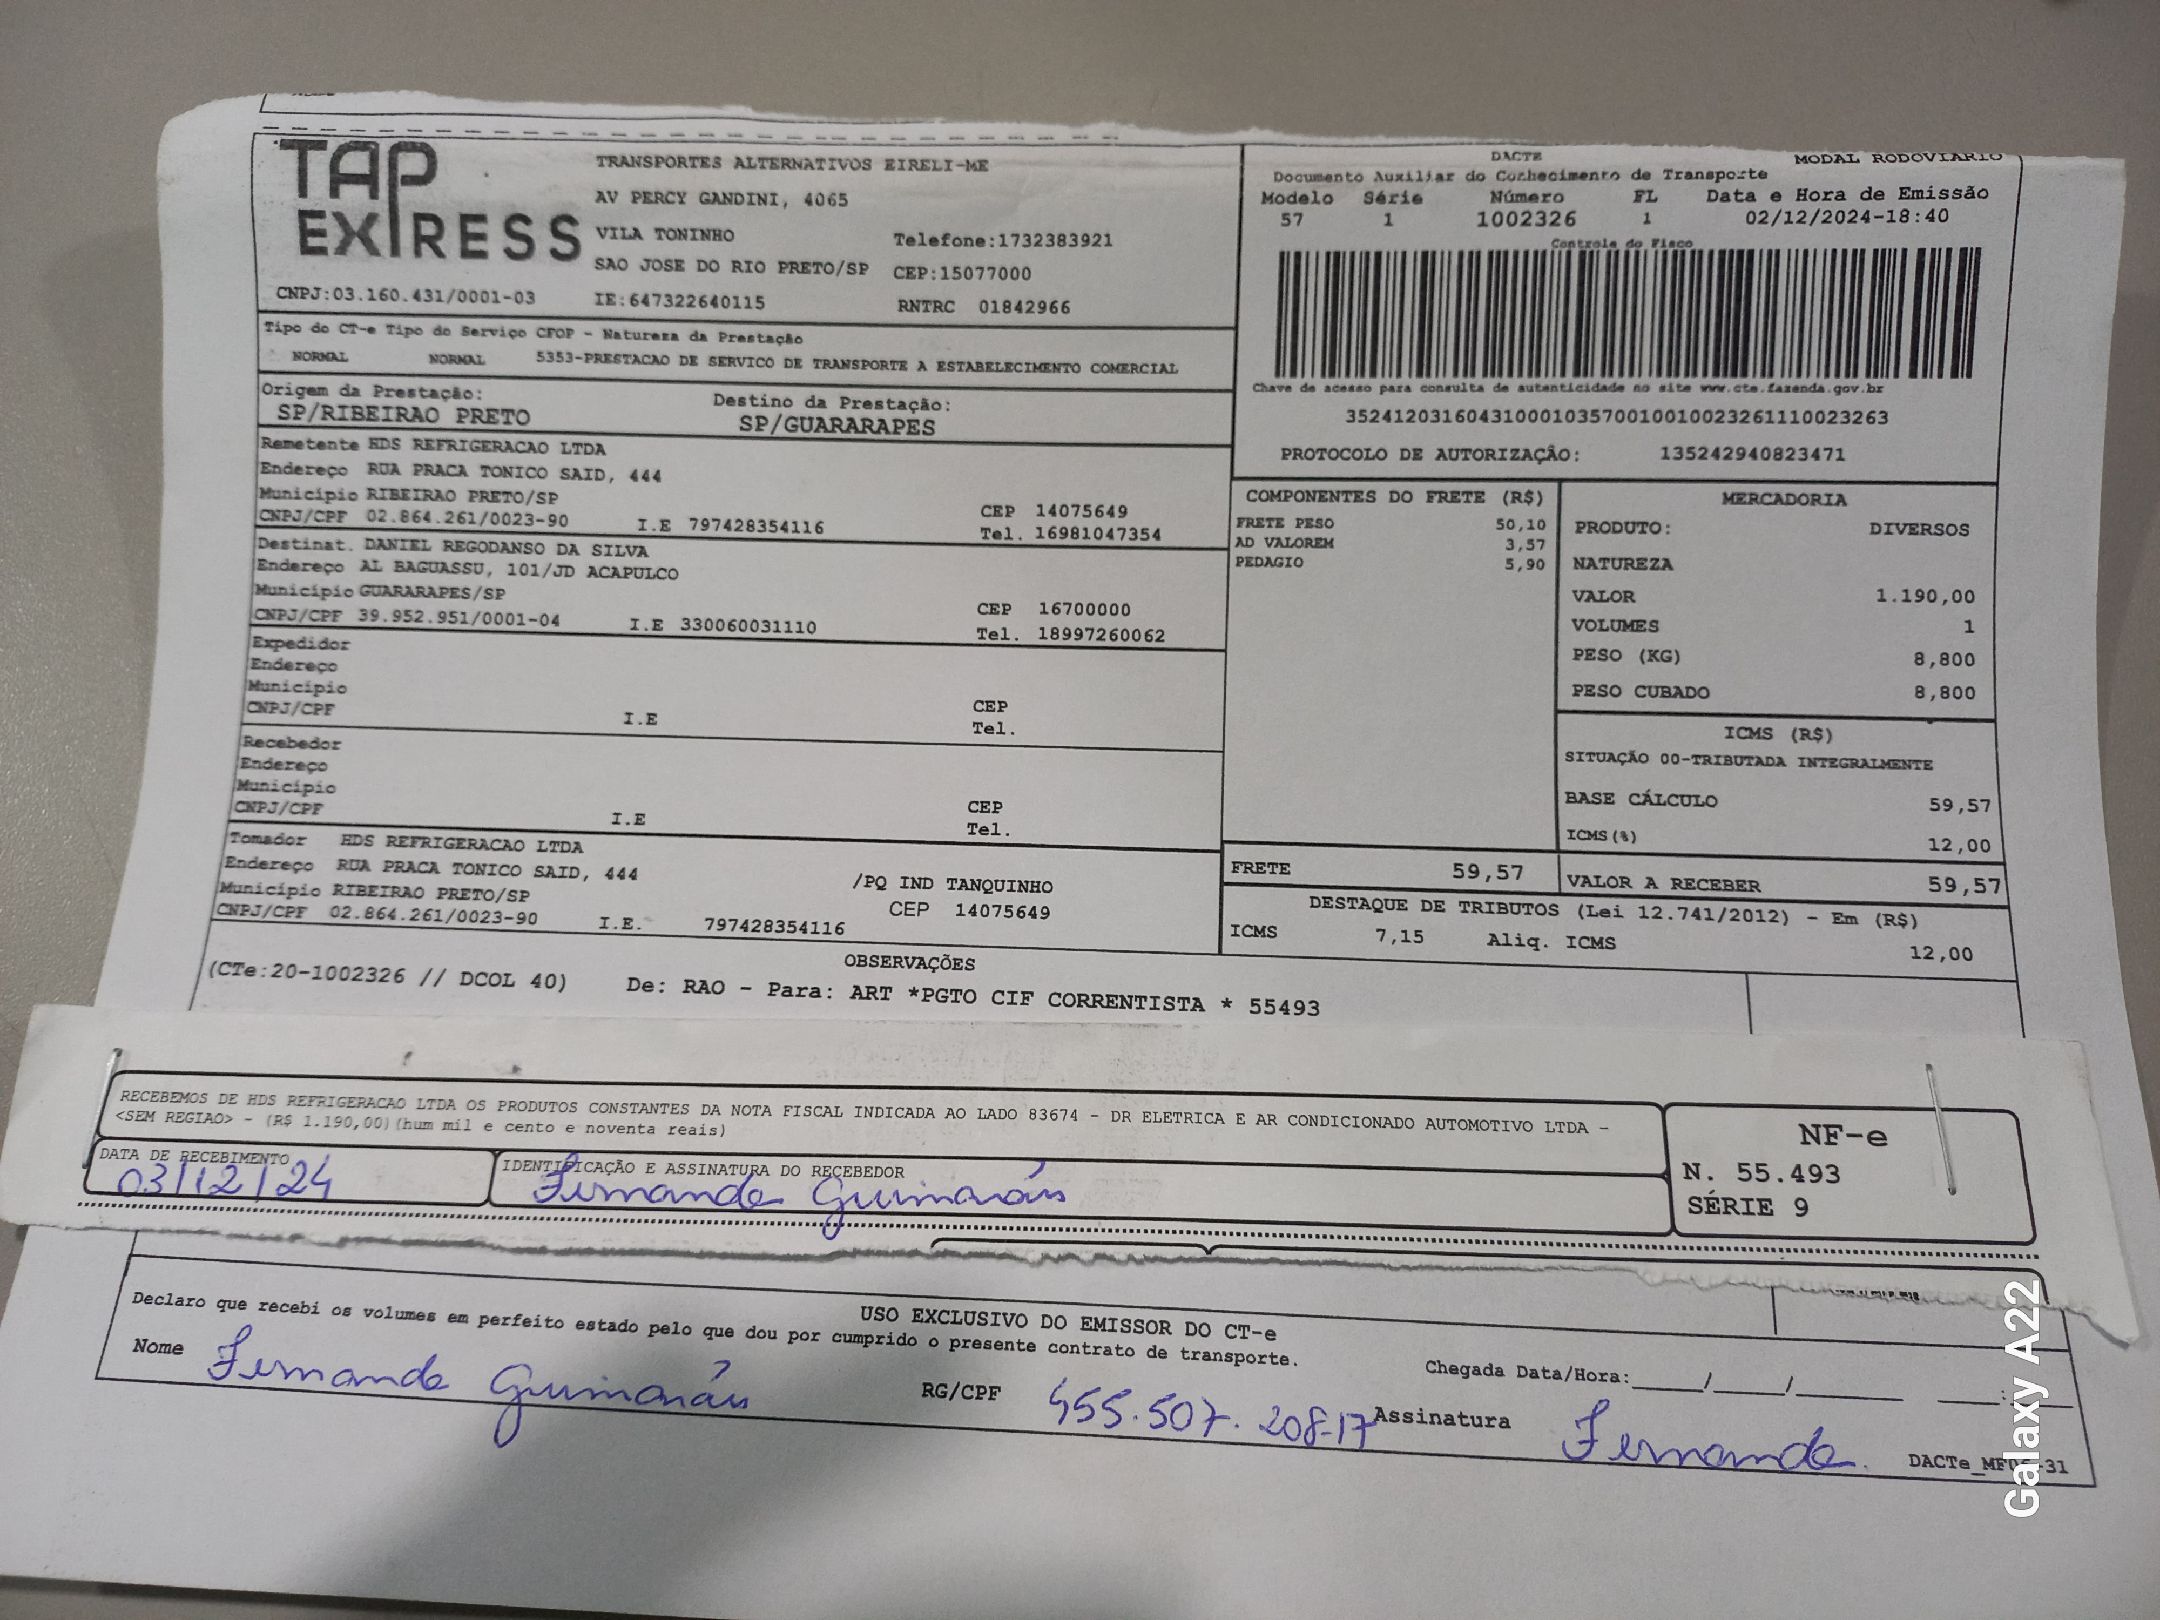 TAP EXPRESS
TRANSPORTES ALTERNATIVOS EIRELI-ME
AV PERCY GANDINI, 4065
VILA TONINHO Telefone:1732383921
SAO JOSE DO RIO PRETO/SP CEP:15077000
CNPJ:03.160.431/0001-03 IE:647322640115 RNTRC 01842966
Tipo do CT-e Tipo do Serviço CFOP - Natureza da Prestação
NORMAL NORMAL 5353-PRESTACAO DE SERVICO DE TRANSPORTE A ESTABELECIMENTO COMERCIAL
Origem da Prestação: Destino da Prestação:
SP/RIBEIRAO PRETO SP/GUARARAPES
Remetente HDS REFRIGERACAO LTDA
Endereço RUA PRACA TONICO SAID, 444
Município RIBEIRAO PRETO/SP CEP 14075649
CNPJ/CPF 02.864.261/0023-90 I.E 797428354116 Tel. 16981047354
Destinat. DANIEL REGODANSO DA SILVA
Endereço AL BAGUASSU, 101/JD ACAPULCO
Município GUARARAPES/SP CEP 16700000
CNPJ/CPF 39.952.951/0001-04 I.E 330060031110 Tel. 18997260062
Expedidor
Endereço
Município CEP
CNPJ/CPF I.E Tel.
Recebedor
Endereço
Município CEP
CNPJ/CPF I.E Tel.
Tomador HDS REFRIGERACAO LTDA
Endereço RUA PRACA TONICO SAID, 444 /PQ IND TANQUINHO
Município RIBEIRAO PRETO/SP CEP 14075649
CNPJ/CPF 02.864.261/0023-90 I.E. 797428354116
DACTE MODAL RODOVIARIO
Documento Auxiliar do Conhecimento de Transporte
Modelo Série Número FL Data e Hora de Emissão
57 1 1002326 1 02/12/2024-18:40
Controle do Fisco
Chave de acesso para consulta de autenticidade no site www.cte.fazenda.gov.br
35241203160431000103570010010023261110023263
PROTOCOLO DE AUTORIZAÇÃO: 135242940823471
COMPONENTES DO FRETE (R$)
FRETE PESO 50,10
AD VALOREM 3,57
PEDAGIO 5,90
MERCADORIA
PRODUTO: DIVERSOS
NATUREZA
VALOR 1.190,00
VOLUMES 1
PESO (KG) 8,800
PESO CUBADO 8,800
ICMS (R$)
SITUAÇÃO 00-TRIBUTADA INTEGRALMENTE
BASE CÁLCULO 59,57
ICMS(%) 12,00
FRETE 59,57 VALOR A RECEBER 59,57
DESTAQUE DE TRIBUTOS (Lei 12.741/2012) - Em (R$)
ICMS 7,15 Aliq. ICMS 12,00
OBSERVAÇÕES
(CTe:20-1002326 // DCOL 40) De: RAO - Para: ART *PGTO CIF CORRENTISTA * 55493
RECEBEMOS DE HDS REFRIGERACAO LTDA OS PRODUTOS CONSTANTES DA NOTA FISCAL INDICADA AO LADO 83674 - DR ELETRICA E AR CONDICIONADO AUTOMOTIVO LTDA -
<SEM REGIAO> - (R$ 1.190,00)(hum mil e cento e noventa reais)
DATA DE RECEBIMENTO IDENTIFICAÇÃO E ASSINATURA DO RECEBEDOR
03/12/24 Fernanda Guimarães
NF-e
N. 55.493
SÉRIE 9
USO EXCLUSIVO DO EMISSOR DO CT-e
Declaro que recebi os volumes em perfeito estado pelo que dou por cumprido o presente contrato de transporte.
Chegada Data/Hora:____/____/______ ____:
Nome Fernanda Guimarães RG/CPF 455.507.208-17 Assinatura Fernanda.
Galaxy A22